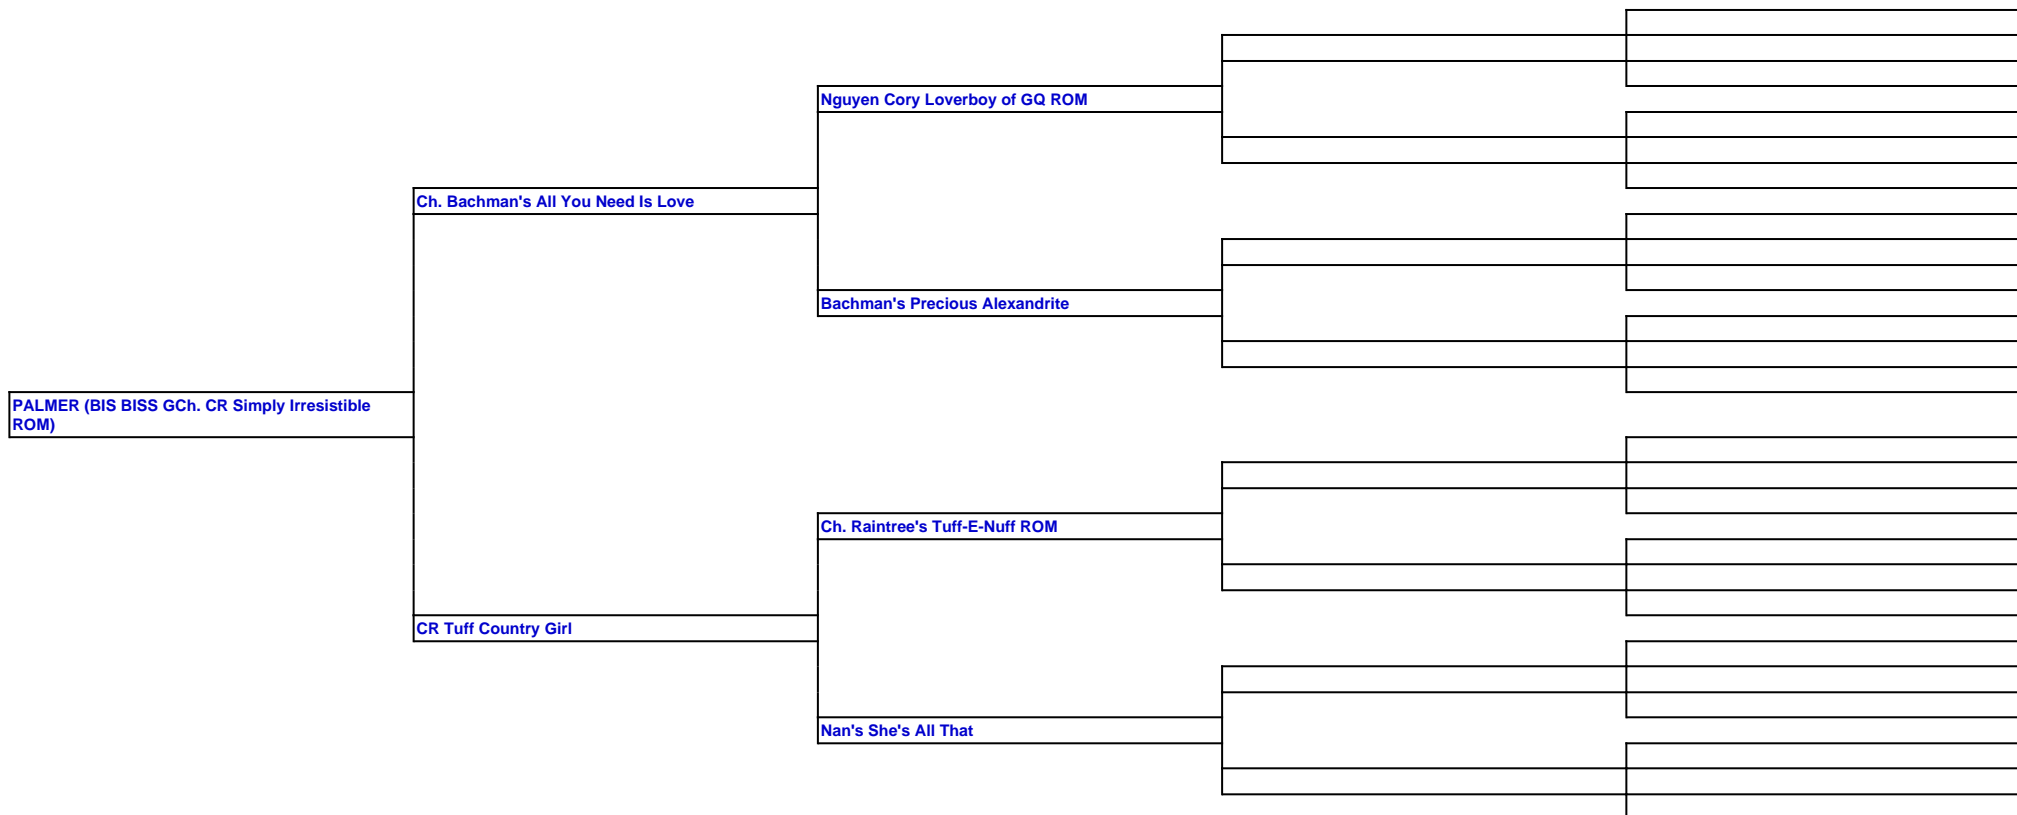 Nguyen Cory Loverboy of GQ ROM
Ch. Bachman's All You Need Is Love
Bachman's Precious Alexandrite
PALMER (BIS BISS GCh. CR Simply Irresistible
ROM)
Ch. Raintree's Tuff-E-Nuff ROM
CR Tuff Country Girl
Nan's She's All That